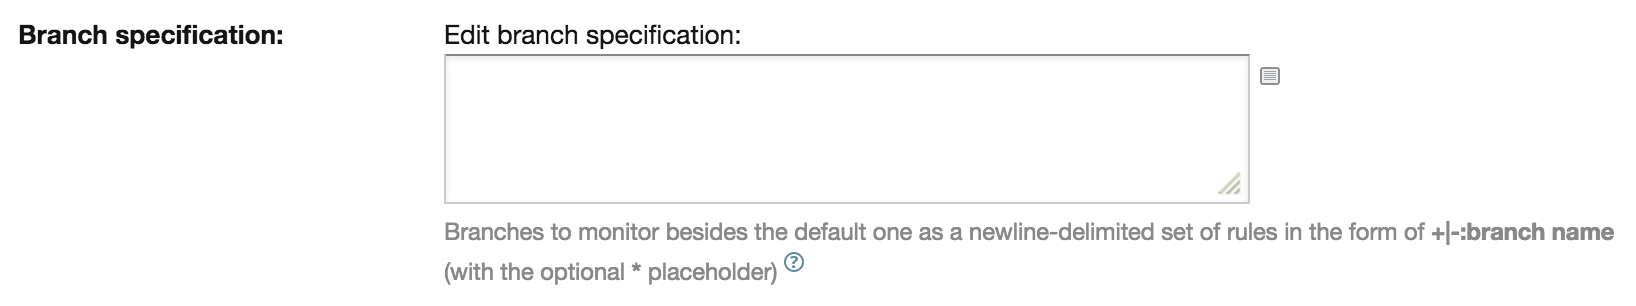 Branch specification:
Edit branch specification:
Branches to monitor besides the default one as a newline-delimited set of rules in the form of +|-:branch name
(with the optional * placeholder) ?